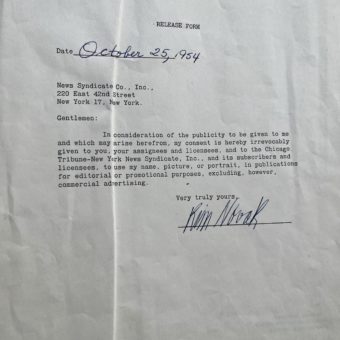 RELEASE FORM
Date October 25, 1954
News Syndicate Co., Inc.,
220 East 42nd Street
New York 17, New York.
Gentlemen:
In consideration of the publicity to be given to me
and which may arise herefrom, my consent is hereby irrevocably
given to you, your assignees and licensees, and to the Chicago
Tribune-New York News Syndicate, Inc., and its subscribers and
licensees, to use my name, picture, or portrait, in publications
for editorial or promotional purposes, excluding, however,
commercial advertising.
Very truly yours,
Kim Novak